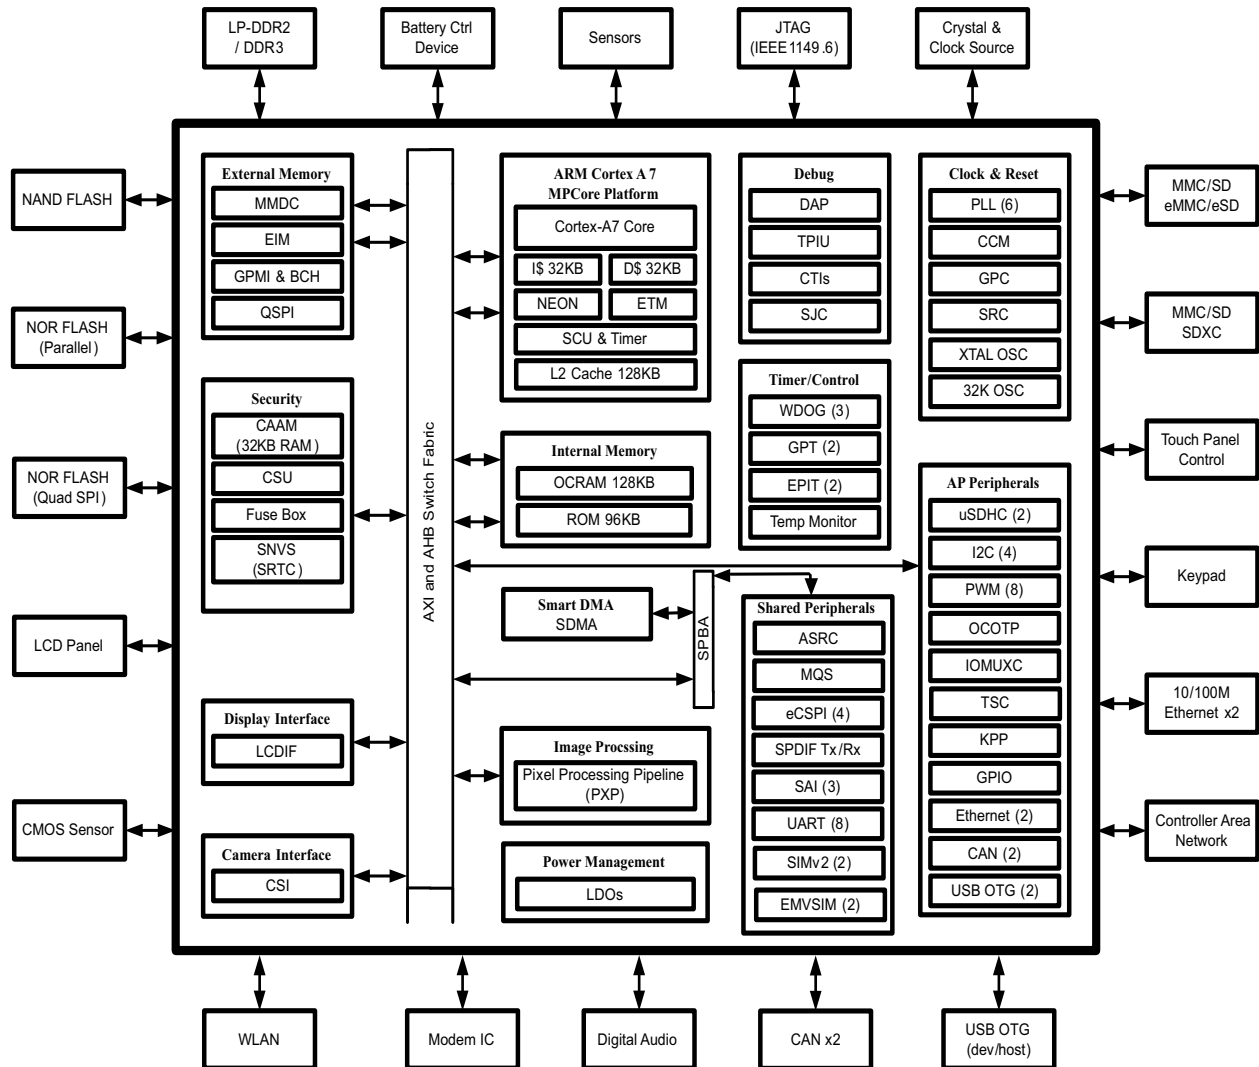 LP-DDR2
/ DDR3
Battery Ctrl
Device
Sensors
JTAG
(IEEE1149.6)
Crystal &
Clock Source
NAND FLASH
NOR FLASH
(Parallel)
NOR FLASH
(Quad SPI)
LCD Panel
CMOS Sensor
External Memory
MMDC
EIM
GPMI & BCH
QSPI
Security
CAAM
(32KB RAM)
CSU
Fuse Box
SNVS
(SRTC)
Display Interface
LCDIF
Camera Interface
CSI
AXI and AHB Switch Fabric
ARM Cortex A 7
MPCore Platform
Cortex-A7 Core
I$ 32KB
D$ 32KB
NEON
ETM
SCU & Timer
L2 Cache 128KB
Internal Memory
OCRAM 128KB
ROM 96KB
Smart DMA
SDMA
SPBA
Image Procssing
Pixel Processing Pipeline
(PXP)
Power Management
LDOs
Debug
DAP
TPIU
CTIs
SJC
Timer/Control
WDOG (3)
GPT (2)
EPIT (2)
Temp Monitor
Shared Peripherals
ASRC
MQS
eCSPI (4)
SPDIF Tx/Rx
SAI (3)
UART (8)
SIMv2 (2)
EMVSIM (2)
Clock & Reset
PLL (6)
CCM
GPC
SRC
XTAL OSC
32K OSC
AP Peripherals
uSDHC (2)
I2C (4)
PWM (8)
OCOTP
IOMUXC
TSC
KPP
GPIO
Ethernet (2)
CAN (2)
USB OTG (2)
MMC/SD
eMMC/eSD
MMC/SD
SDXC
Touch Panel
Control
Keypad
10/100M
Ethernet x2
Controller Area
Network
WLAN
Modem IC
Digital Audio
CAN x2
USB OTG
(dev/host)